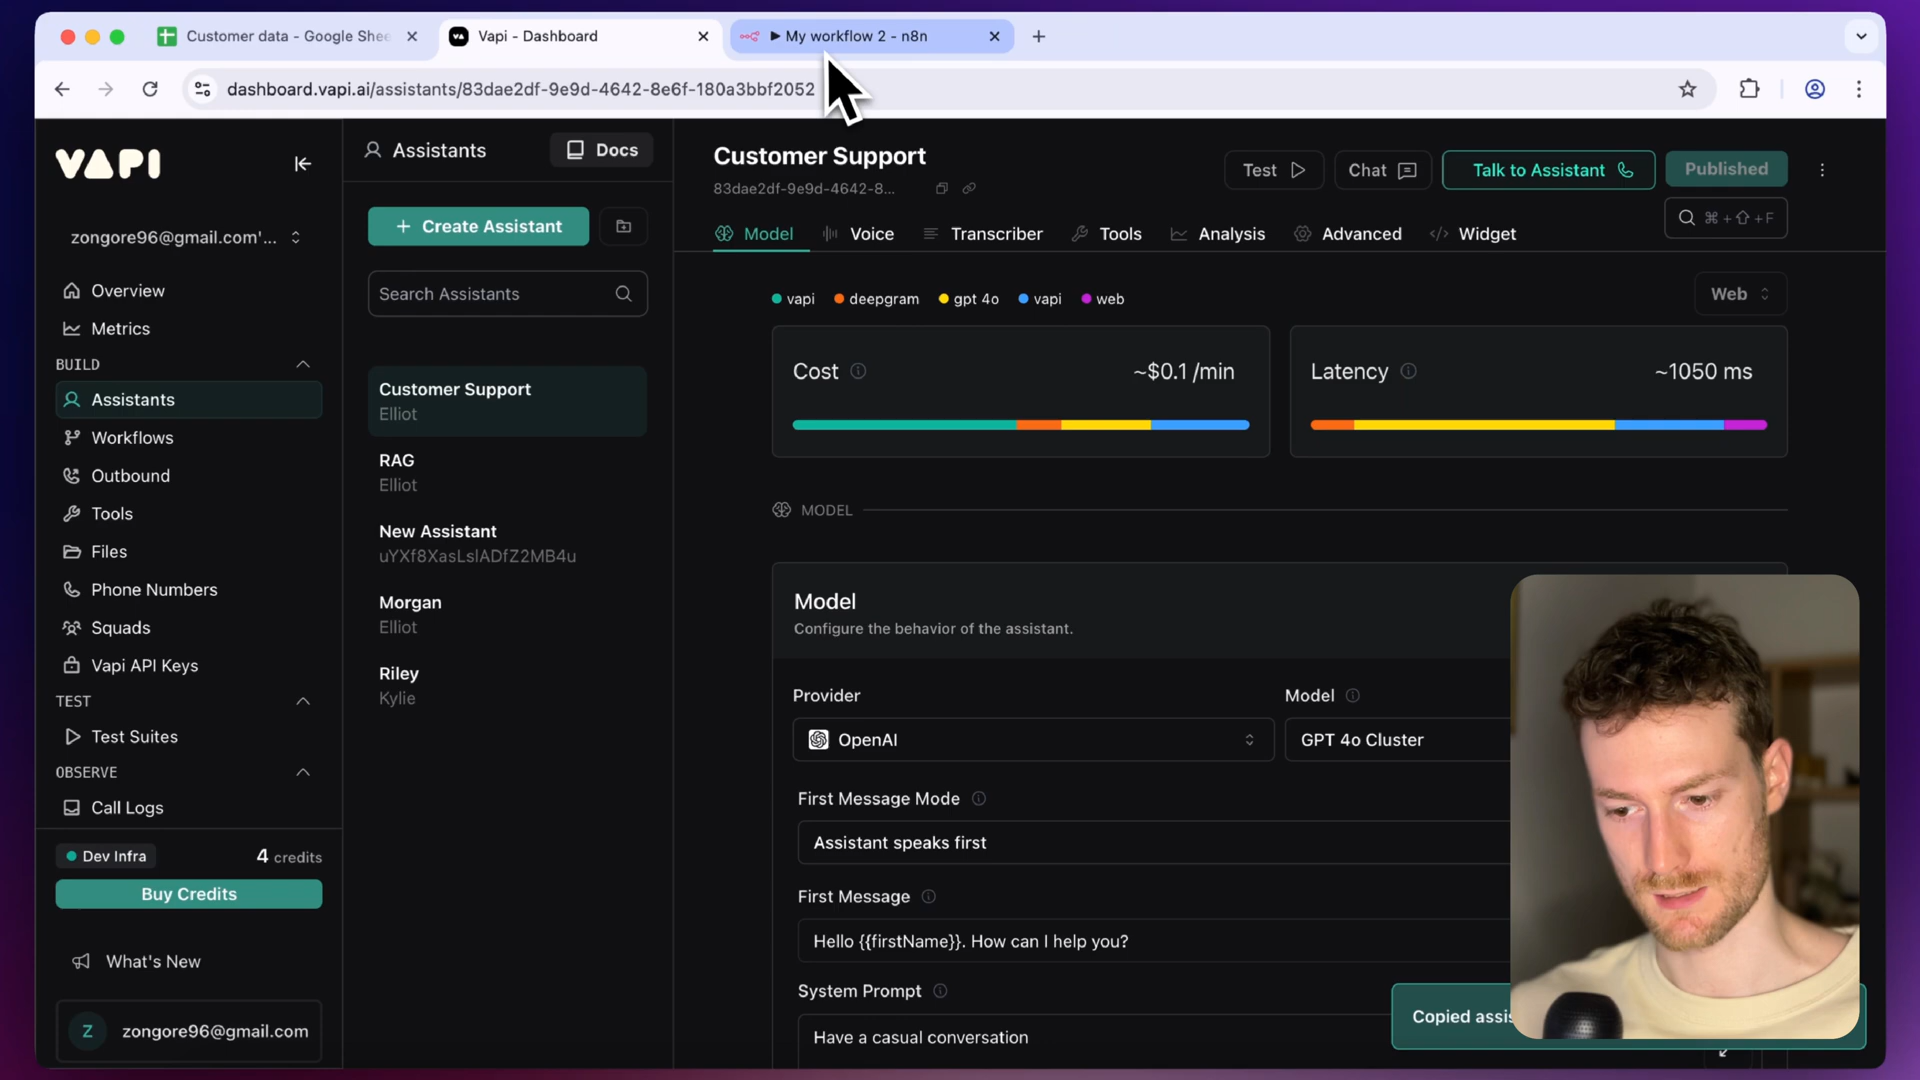 Customer data - Google Shee
Vapi - Dashboard
My workflow 2 - n8n
dashboard.vapi.ai/assistants/83dae2df-9e9d-4642-8e6f-180a3bbf2052
VAPI
zongore96@gmail.com'...
Overview
Metrics
BUILD
Assistants
Workflows
Outbound
Tools
Files
Phone Numbers
Squads
Vapi API Keys
TEST
Test Suites
OBSERVE
Call Logs
Dev Infra
4 credits
Buy Credits
What's New
Z
zongore96@gmail.com
Assistants
Docs
+ Create Assistant
Search Assistants
Customer Support
Elliot
RAG
Elliot
New Assistant
uYXf8XasLslADfZ2MB4u
Morgan
Elliot
Riley
Kylie
Customer Support
83dae2df-9e9d-4642-8...
Test
Chat
Talk to Assistant
Published
Model
Voice
Transcriber
Tools
Analysis
Advanced
Widget
⌘+⇧+F
vapi
deepgram
gpt 4o
vapi
web
Web
Cost
~$0.1 /min
Latency
~1050 ms
MODEL
Model
Configure the behavior of the assistant.
Provider
Model
OpenAI
GPT 4o Cluster
First Message Mode
Assistant speaks first
First Message
Hello {{firstName}}. How can I help you?
System Prompt
Have a casual conversation
Copied assis